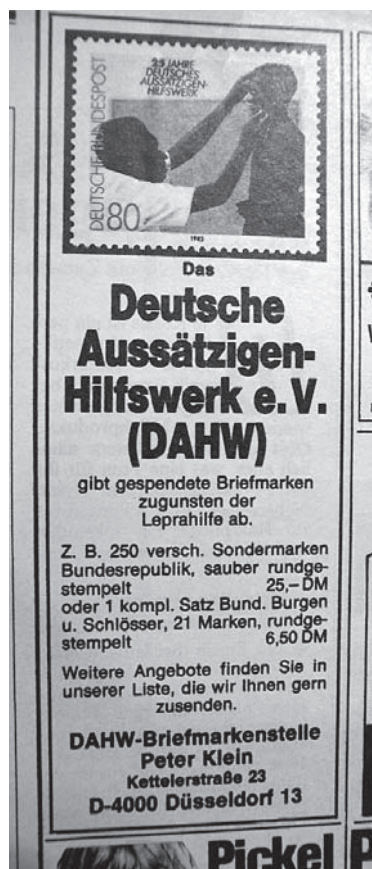 25 JAHRE
DEUTSCHES
AUSSÄTZIGEN-
HILFSWERK
DEUTSCHE BUNDESPOST
80
1982
Das
Deutsche
Aussätzigen-
Hilfswerk e.V.
(DAHW)
gibt gespendete Briefmarken
zugunsten der
Leprahilfe ab.
Z. B. 250 versch. Sondermarken
Bundesrepublik, sauber rundge-
stempelt 25,– DM
oder 1 kompl. Satz Bund. Burgen
u. Schlösser, 21 Marken, rundge-
stempelt 6,50 DM
Weitere Angebote finden Sie in
unserer Liste, die wir Ihnen gern
zusenden.
DAHW-Briefmarkenstelle
Peter Klein
Kettelerstraße 23
D-4000 Düsseldorf 13
Pickel